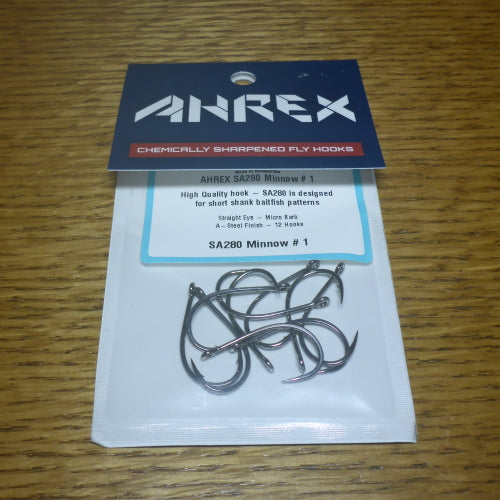 AHREX
CHEMICALLY SHARPENED FLY HOOKS
AHREX SA280 Minnow # 1
High Quality hook – SA280 is designed
for short shank baitfish patterns
Straight Eye – Micro Barb
A – Steel Finish – 12 Hooks
SA280 Minnow # 1